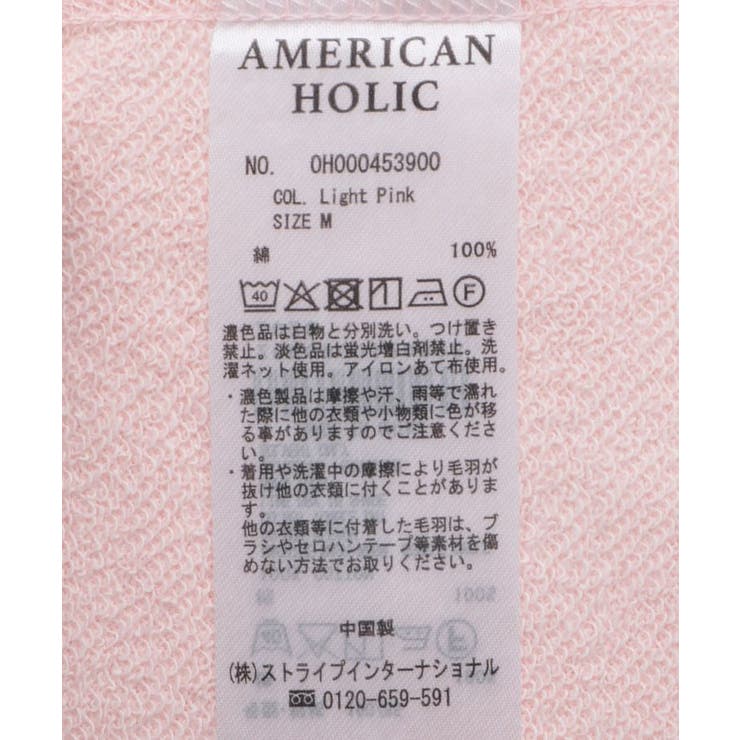 AMERICAN
HOLIC
NO. OH000453900
COL. Light Pink
SIZE M
綿 100%
40 F
濃色品は白物と分別洗い。つけ置き
禁止。淡色品は蛍光増白剤禁止。洗
濯ネット使用。アイロンあて布使用。
・濃色製品は摩擦や汗、雨等で濡れ
た際に他の衣類や小物類に色が移
る事がありますのでご注意くださ
い。
・着用や洗濯中の摩擦により毛羽が
抜け他の衣類に付くことがありま
す。
他の衣類等に付着した毛羽は、ブ
ラシやセロハンテープ等素材を傷
めない方法でお取りください。
中国製
(株)ストライプインターナショナル
0120-659-591